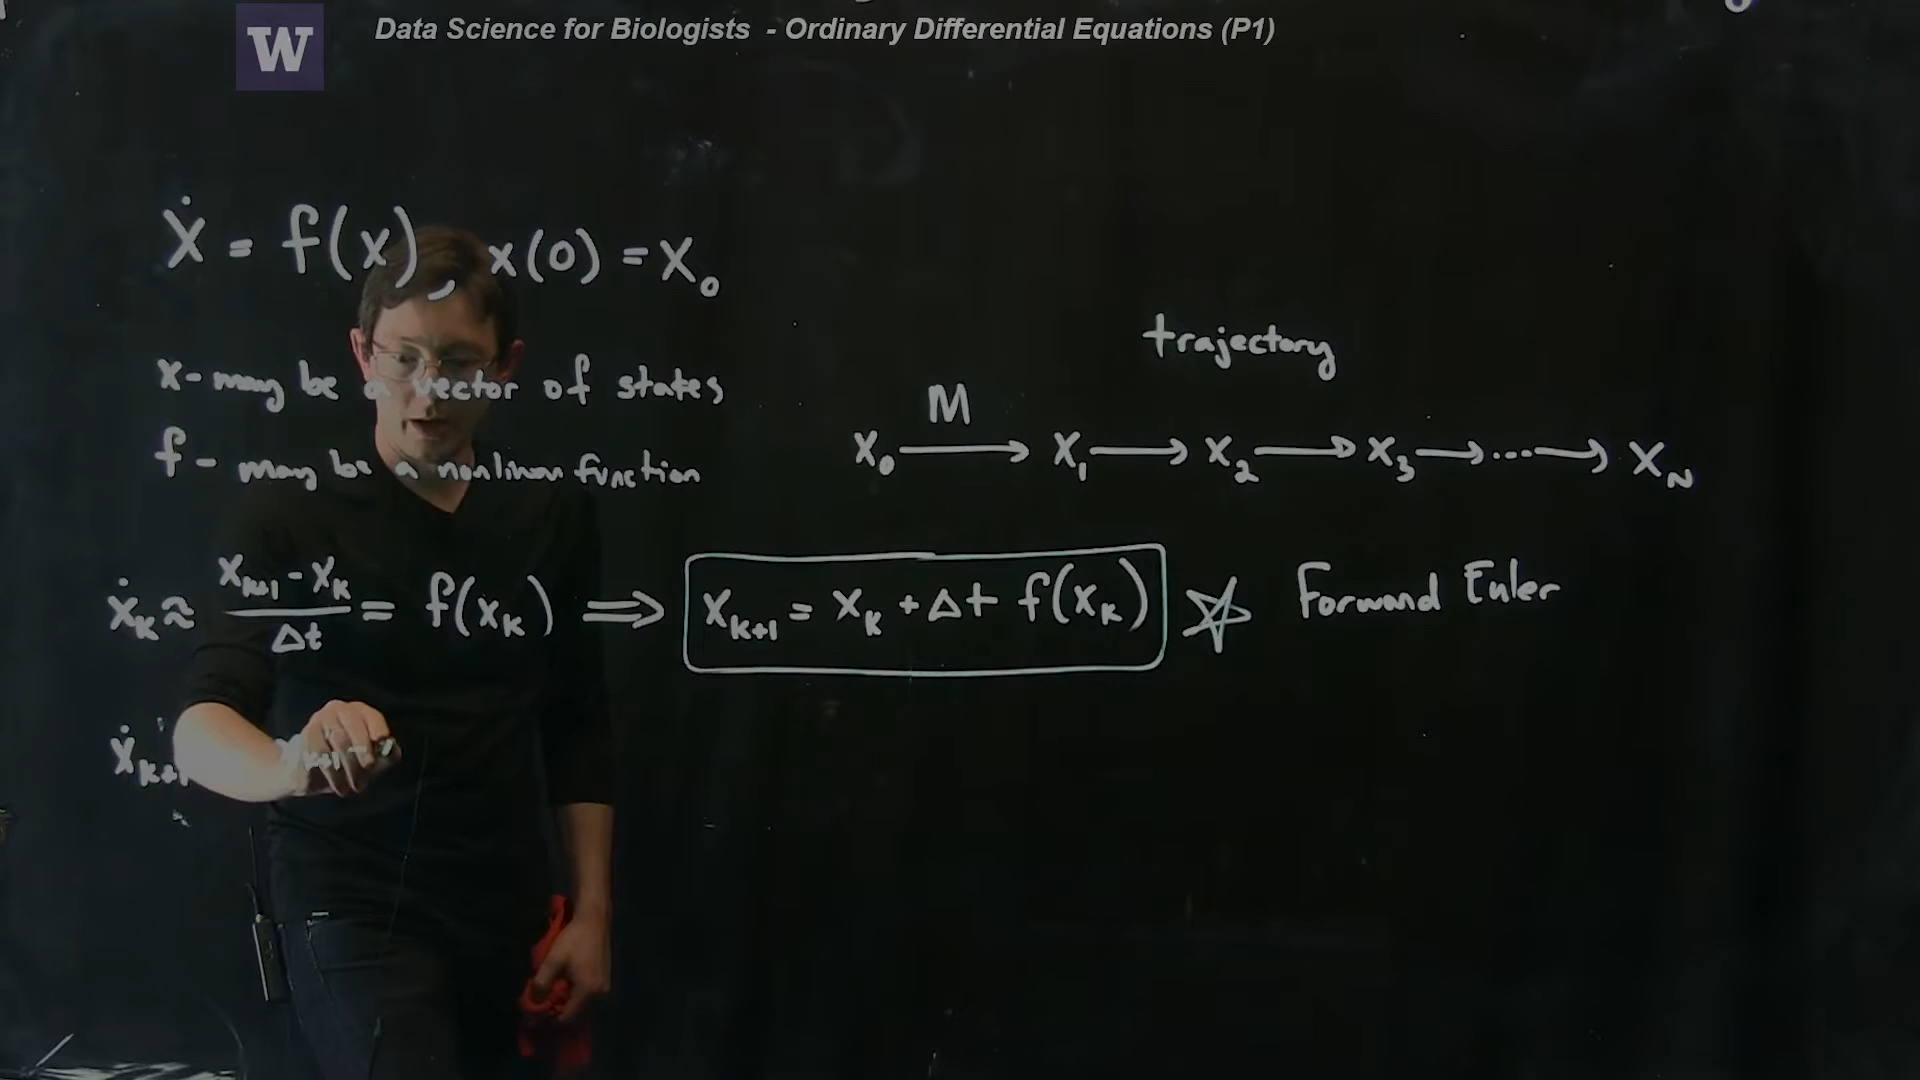 W
Data Science for Biologists - Ordinary Differential Equations (P1)
ẋ = f(x), x(0) = x₀
x - may be a vector of states
f - may be a nonlinear function
trajectory
M
x₀ → x₁ → x₂ → x₃ → ... → x_N
ẋₖ ≈ (xₖ₊₁ - xₖ)/Δt = f(xₖ) ⇒ xₖ₊₁ = xₖ + Δt f(xₖ) ☆ Forward Euler
ẋₖ₊₁